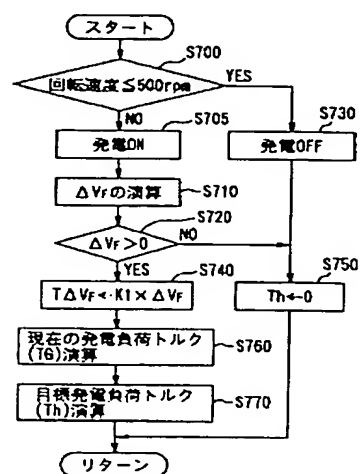 スタート
S700
回転速度≦500rpm
YES
NO
S705
S730
発電ON
発電OFF
S710
ΔVFの演算
S720
ΔVF>0
NO
YES
S740
S750
TΔVF←K1×ΔVF
Th←0
現在の発電負荷トルク
(TG)演算
S760
目標発電負荷トルク
(Th)演算
S770
リターン